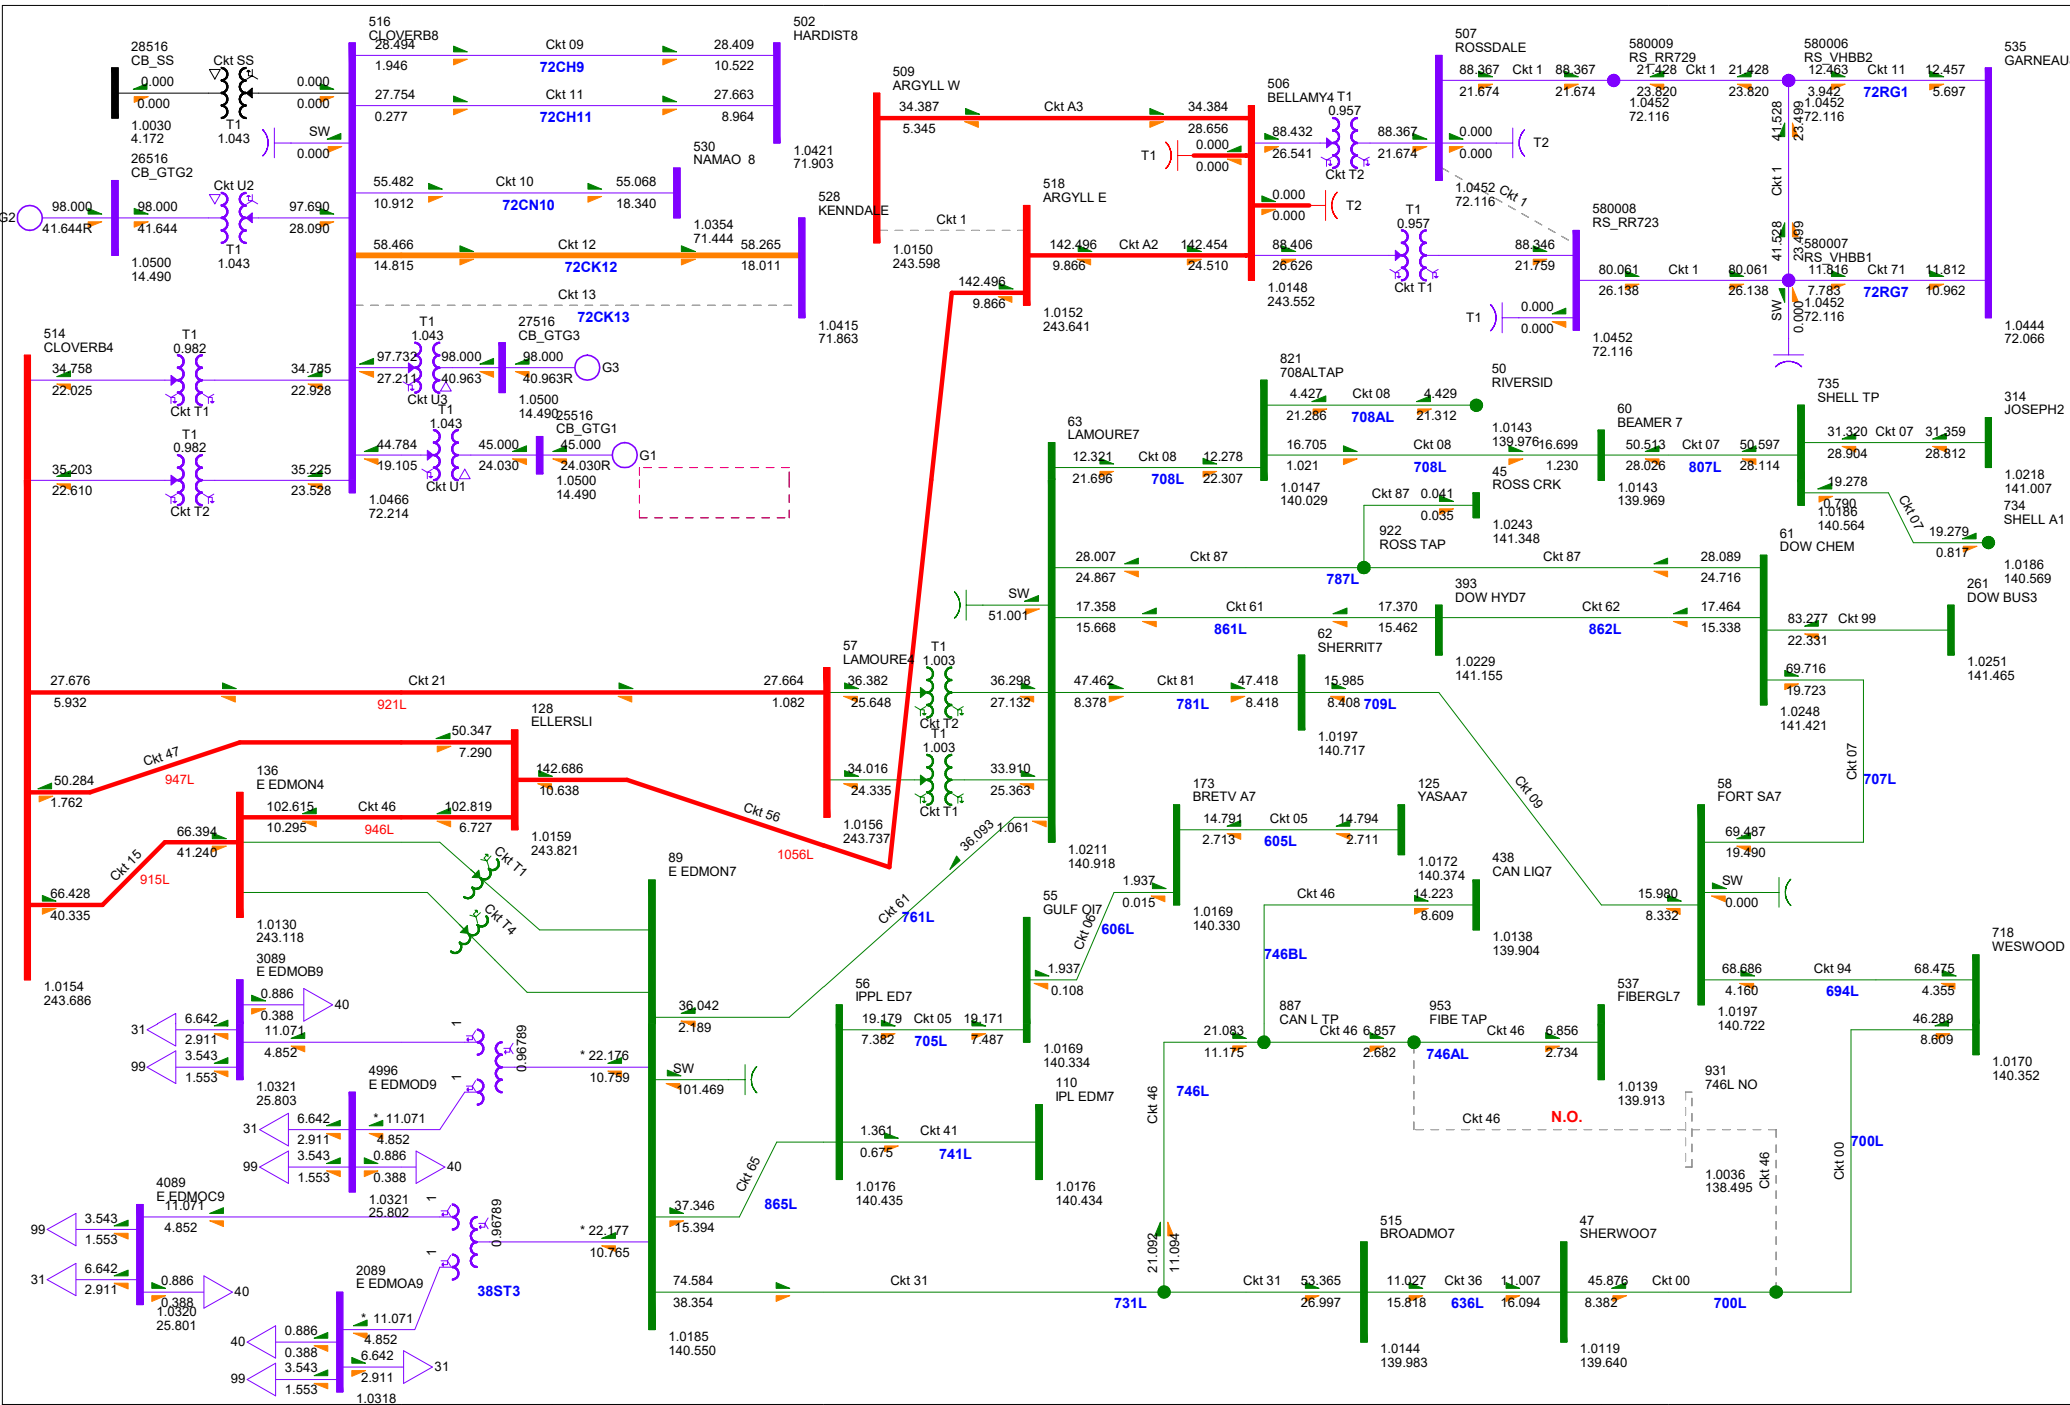 516
CLOVERB8
28516
CB_SS
Ckt SS
0.000
0.000
0.000
0.000
T1
1.043
1.0030
4.172
SW
0.000
26516
CB_GTG2
Ckt U2
G2
98.000
41.644R
98.000
41.644
97.690
28.090
T1
1.043
1.0500
14.490
28.494
1.946
Ckt 09
72CH9
28.409
10.522
502
HARDIST8
27.754
0.277
Ckt 11
72CH11
27.663
8.964
1.0421
71.903
530
NAMAO 8
55.482
10.912
Ckt 10
72CN10
55.068
18.340
1.0354
71.444
528
KENNDALE
58.466
14.815
Ckt 12
72CK12
58.265
18.011
Ckt 13
72CK13
1.0415
71.863
T1
1.043
27516
CB_GTG3
97.732
27.211
98.000
40.963
98.000
40.963R
G3
Ckt U3
1.0500
14.490
T1
1.043
25516
CB_GTG1
44.784
19.105
45.000
24.030
45.000
24.030R
G1
Ckt U1
1.0500
14.490
1.0466
72.214
514
CLOVERB4
T1
0.982
34.758
22.025
34.785
22.928
Ckt T1
T1
0.982
35.203
22.610
35.225
23.528
Ckt T2
509
ARGYLL W
34.387
5.345
Ckt A3
34.384
28.656
1.0150
243.598
Ckt 1
518
ARGYLL E
142.496
9.866
Ckt A2
142.454
24.510
142.496
9.866
1.0152
243.641
506
BELLAMY4
T1
0.000
0.000
0.000
0.000
T2
88.432
26.541
T1
0.957
88.367
21.674
Ckt T2
88.406
26.626
T1
0.957
88.346
21.759
Ckt T1
1.0148
243.552
507
ROSSDALE
88.367
21.674
Ckt 1
88.367
21.674
0.000
0.000
T2
1.0452
72.116
Ckt 1
580009
RS_RR729
21.428
23.820
Ckt 1
21.428
23.820
1.0452
72.116
580006
RS_VHBB2
12.463
3.942
Ckt 11
72RG1
12.457
5.697
1.0452
72.116
535
GARNEAU
41.528
23.499
Ckt 1
41.528
23.499
580008
RS_RR723
80.061
26.138
Ckt 1
80.061
26.138
T1
0.000
0.000
1.0452
72.116
580007
RS_VHBB1
11.816
7.783
Ckt 71
72RG7
11.812
10.962
1.0452
72.116
SW
0.000
1.0444
72.066
821
708ALTAP
4.427
21.286
Ckt 08
708AL
4.429
21.312
50
RIVERSID
1.0143
139.976
16.705
1.021
Ckt 08
708L
16.699
1.230
1.0147
140.029
60
BEAMER 7
50.513
28.026
Ckt 07
807L
50.597
28.114
1.0143
139.969
735
SHELL TP
31.320
28.904
Ckt 07
31.359
28.812
314
JOSEPH2
1.0218
141.007
19.278
0.790
1.0186
140.564
Ckt 07
19.279
0.817
734
SHELL A1
1.0186
140.569
63
LAMOURE7
12.321
21.696
Ckt 08
708L
12.278
22.307
45
ROSS CRK
Ckt 87
0.041
0.035
1.0243
141.348
922
ROSS TAP
28.007
24.867
Ckt 87
787L
Ckt 87
28.089
24.716
61
DOW CHEM
17.358
15.668
Ckt 61
861L
17.370
15.462
393
DOW HYD7
Ckt 62
862L
17.464
15.338
1.0229
141.155
83.277
22.331
Ckt 99
261
DOW BUS3
1.0251
141.465
69.716
19.723
1.0248
141.421
Ckt 07
707L
SW
51.001
47.462
8.378
Ckt 81
781L
47.418
8.418
62
SHERRIT7
15.985
8.408
709L
1.0197
140.717
Ckt 09
57
LAMOURE4
36.382
25.648
T1
1.003
36.298
27.132
Ckt T2
34.016
24.335
T1
1.003
33.910
25.363
Ckt T1
1.0156
243.737
1.0211
140.918
27.676
5.932
Ckt 21
921L
27.664
1.082
128
ELLERSLI
50.284
1.762
Ckt 47
947L
50.347
7.290
142.686
10.638
Ckt 56
1056L
136
E EDMON4
102.615
10.295
Ckt 46
946L
102.819
6.727
1.0159
243.821
66.394
41.240
Ckt 15
915L
66.428
40.335
1.0130
243.118
Ckt T1
Ckt T4
1.0154
243.686
89
E EDMON7
36.093
1.061
Ckt 61
761L
36.042
2.189
SW
101.469
37.346
15.394
Ckt 65
865L
74.584
38.354
Ckt 31
731L
1.0185
140.550
3089
E EDMOB9
0.886
0.388
40
31
6.642
2.911
11.071
4.852
99
3.543
1.553
1.0321
25.803
1
1
0.96789
* 22.176
10.759
4996
E EDMOD9
31
6.642
2.911
* 11.071
4.852
99
3.543
1.553
0.886
0.388
40
1.0321
25.802
4089
E EDMOC9
11.071
4.852
99
3.543
1.553
31
6.642
2.911
0.886
0.388
40
1.0320
25.801
1
1
0.96789
* 22.177
10.765
38ST3
2089
E EDMOA9
* 11.071
4.852
40
0.886
0.388
99
3.543
1.553
6.642
2.911
31
1.0318
56
IPPL ED7
19.179
7.382
Ckt 05
705L
19.171
7.487
1.361
0.675
Ckt 41
741L
110
IPL EDM7
1.0176
140.435
1.0176
140.434
55
GULF OI7
1.937
0.108
Ckt 06
606L
1.937
0.015
1.0169
140.334
173
BRETV A7
14.791
2.713
Ckt 05
605L
14.794
2.711
125
YASAA7
1.0169
140.330
1.0172
140.374
438
CAN LIQ7
Ckt 46
14.223
8.609
746BL
1.0138
139.904
887
CAN L TP
21.083
11.175
Ckt 46
6.857
2.682
953
FIBE TAP
746AL
Ckt 46
6.856
2.734
537
FIBERGL7
1.0139
139.913
746L
Ckt 46
21.092
11.094
Ckt 46
N.O.
931
746L NO
1.0036
138.495
Ckt 46
58
FORT SA7
69.487
19.490
SW
0.000
15.980
8.332
68.686
4.160
Ckt 94
694L
68.475
4.355
718
WESWOOD
1.0197
140.722
46.289
8.609
1.0170
140.352
Ckt 00
700L
Ckt 31
53.365
26.997
515
BROADMO7
11.027
15.818
Ckt 36
636L
11.007
16.094
47
SHERWOO7
45.876
8.382
Ckt 00
700L
1.0144
139.983
1.0119
139.640